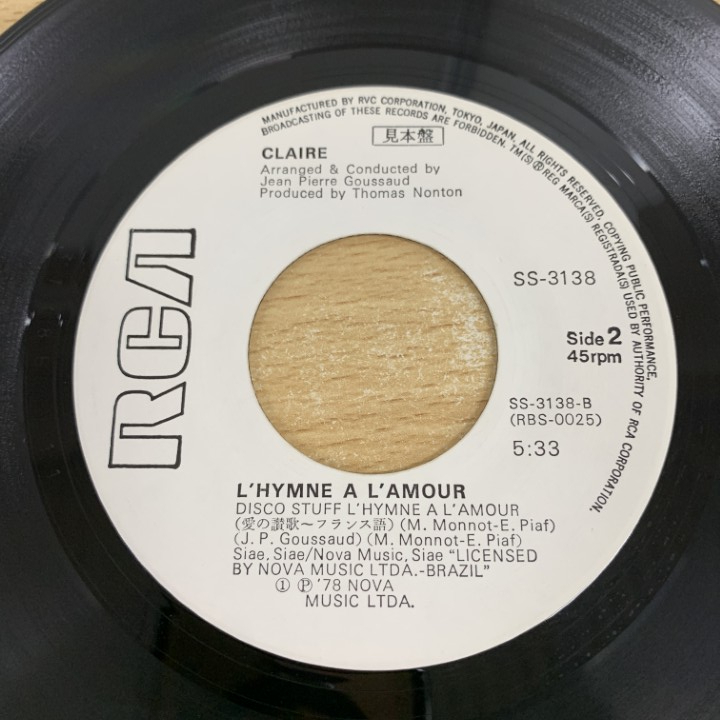 MANUFACTURED BY RVC CORPORATION, TOKYO, JAPAN. ALL RIGHTS RESERVED. COPYING PUBLIC PERFORMANCE,
BROADCASTING OF THESE RECORDS ARE FORBIDDEN. TM(S) ® REG MARCA(S) REGISTRADA(S) USED BY AUTHORITY OF RCA CORPORATION.
見本盤
CLAIRE
Arranged & Conducted by
Jean Pierre Goussaud
Produced by Thomas Nonton
RCA
SS-3138
Side 2
45rpm
SS-3138-B
(RBS-0025)
5:33
L'HYMNE A L'AMOUR
DISCO STUFF L'HYMNE A L'AMOUR
(愛の讃歌~フランス語) (M. Monnot-E. Piaf)
(J. P. Goussaud) (M. Monnot-E. Piaf)
Siae, Siae/Nova Music, Siae "LICENSED
BY NOVA MUSIC LTDA.-BRAZIL"
① Ⓟ '78 NOVA
MUSIC LTDA.